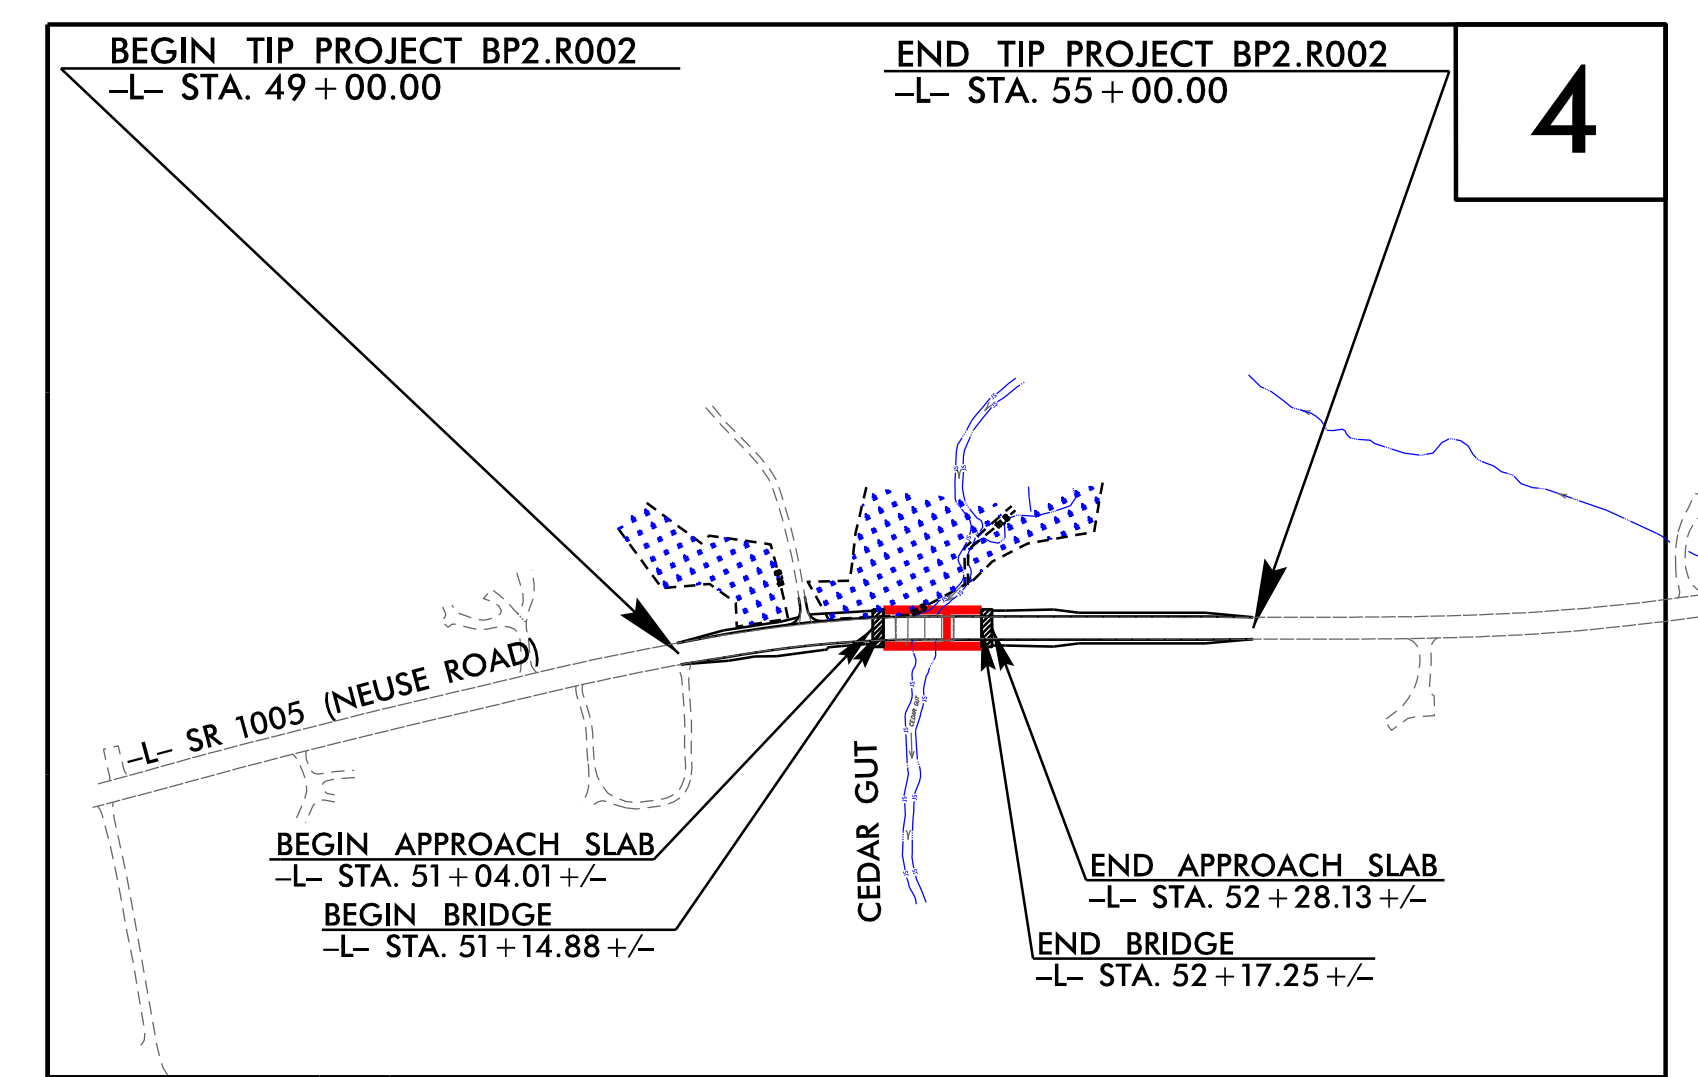 BEGIN TIP PROJECT BP2.R002
–L– STA. 49+00.00
END TIP PROJECT BP2.R002
–L– STA. 55+00.00
4
–L– SR 1005 (NEUSE ROAD)
CEDAR GUT
CEDAR GUT
BEGIN APPROACH SLAB
–L– STA. 51+04.01 +/–
BEGIN BRIDGE
–L– STA. 51+14.88 +/–
END APPROACH SLAB
–L– STA. 52+28.13 +/–
END BRIDGE
–L– STA. 52+17.25 +/–